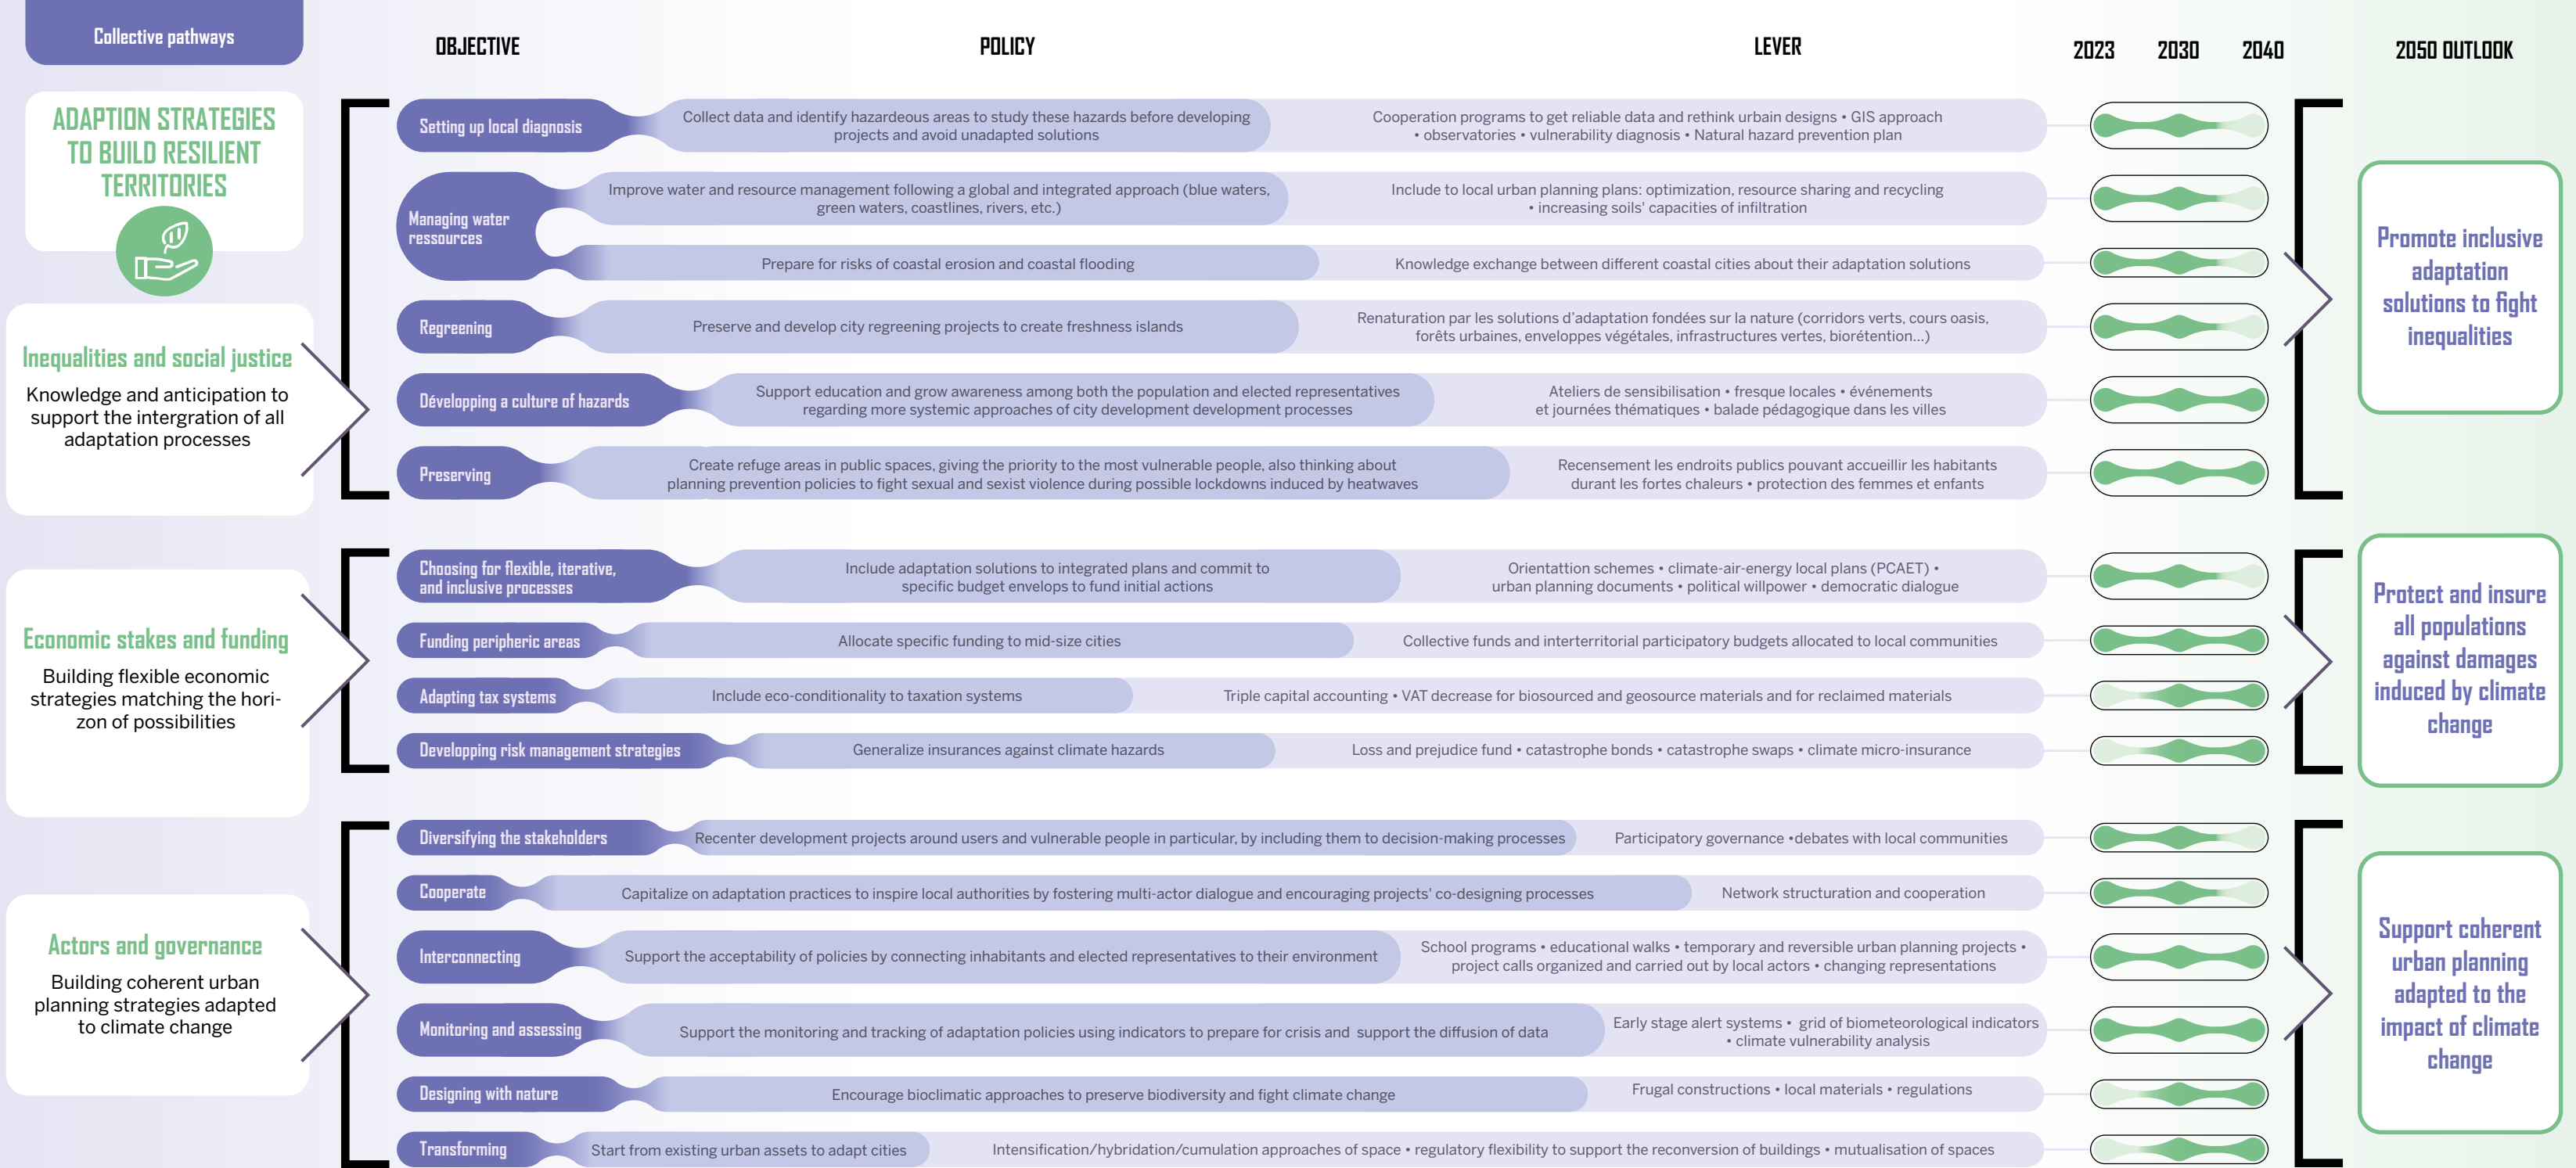 Collective pathways
OBJECTIVE
POLICY
LEVER
2023
2030
2040
2050 OUTLOOK
ADAPTION STRATEGIES
TO BUILD RESILIENT
TERRITORIES
Inequalities and social justice
Knowledge and anticipation to
support the intergration of all
adaptation processes
Setting up local diagnosis
Collect data and identify hazardeous areas to study these hazards before developing
projects and avoid unadapted solutions
Cooperation programs to get reliable data and rethink urbain designs • GIS approach
• observatories • vulnerability diagnosis • Natural hazard prevention plan
Managing water
ressources
Improve water and resource management following a global and integrated approach (blue waters,
green waters, coastlines, rivers, etc.)
Include to local urban planning plans: optimization, resource sharing and recycling
• increasing soils' capacities of infiltration
Prepare for risks of coastal erosion and coastal flooding
Knowledge exchange between different coastal cities about their adaptation solutions
Regreening
Preserve and develop city regreening projects to create freshness islands
Renaturation par les solutions d'adaptation fondées sur la nature (corridors verts, cours oasis,
forêts urbaines, enveloppes végétales, infrastructures vertes, biorétention...)
Développing a culture of hazards
Support education and grow awareness among both the population and elected representatives
regarding more systemic approaches of city development development processes
Ateliers de sensibilisation • fresque locales • événements
et journées thématiques • balade pédagogique dans les villes
Preserving
Create refuge areas in public spaces, giving the priority to the most vulnerable people, also thinking about
planning prevention policies to fight sexual and sexist violence during possible lockdowns induced by heatwaves
Recensement les endroits publics pouvant accueillir les habitants
durant les fortes chaleurs • protection des femmes et enfants
Promote inclusive
adaptation
solutions to fight
inequalities
Economic stakes and funding
Building flexible economic
strategies matching the hori-
zon of possibilities
Choosing for flexible, iterative,
and inclusive processes
Include adaptation solutions to integrated plans and commit to
specific budget envelops to fund initial actions
Orientattion schemes • climate-air-energy local plans (PCAET) •
urban planning documents • political willpower • democratic dialogue
Funding peripheric areas
Allocate specific funding to mid-size cities
Collective funds and interterritorial participatory budgets allocated to local communities
Adapting tax systems
Include eco-conditionality to taxation systems
Triple capital accounting • VAT decrease for biosourced and geosource materials and for reclaimed materials
Developping risk management strategies
Generalize insurances against climate hazards
Loss and prejudice fund • catastrophe bonds • catastrophe swaps • climate micro-insurance
Protect and insure
all populations
against damages
induced by climate
change
Actors and governance
Building coherent urban
planning strategies adapted
to climate change
Diversifying the stakeholders
Recenter development projects around users and vulnerable people in particular, by including them to decision-making processes
Participatory governance •debates with local communities
Cooperate
Capitalize on adaptation practices to inspire local authorities by fostering multi-actor dialogue and encouraging projects' co-designing processes
Network structuration and cooperation
Interconnecting
Support the acceptability of policies by connecting inhabitants and elected representatives to their environment
School programs • educational walks • temporary and reversible urban planning projects •
project calls organized and carried out by local actors • changing representations
Monitoring and assessing
Support the monitoring and tracking of adaptation policies using indicators to prepare for crisis and support the diffusion of data
Early stage alert systems • grid of biometeorological indicators
• climate vulnerability analysis
Designing with nature
Encourage bioclimatic approaches to preserve biodiversity and fight climate change
Frugal constructions • local materials • regulations
Transforming
Start from existing urban assets to adapt cities
Intensification/hybridation/cumulation approaches of space • regulatory flexibility to support the reconversion of buildings • mutualisation of spaces
Support coherent
urban planning
adapted to the
impact of climate
change